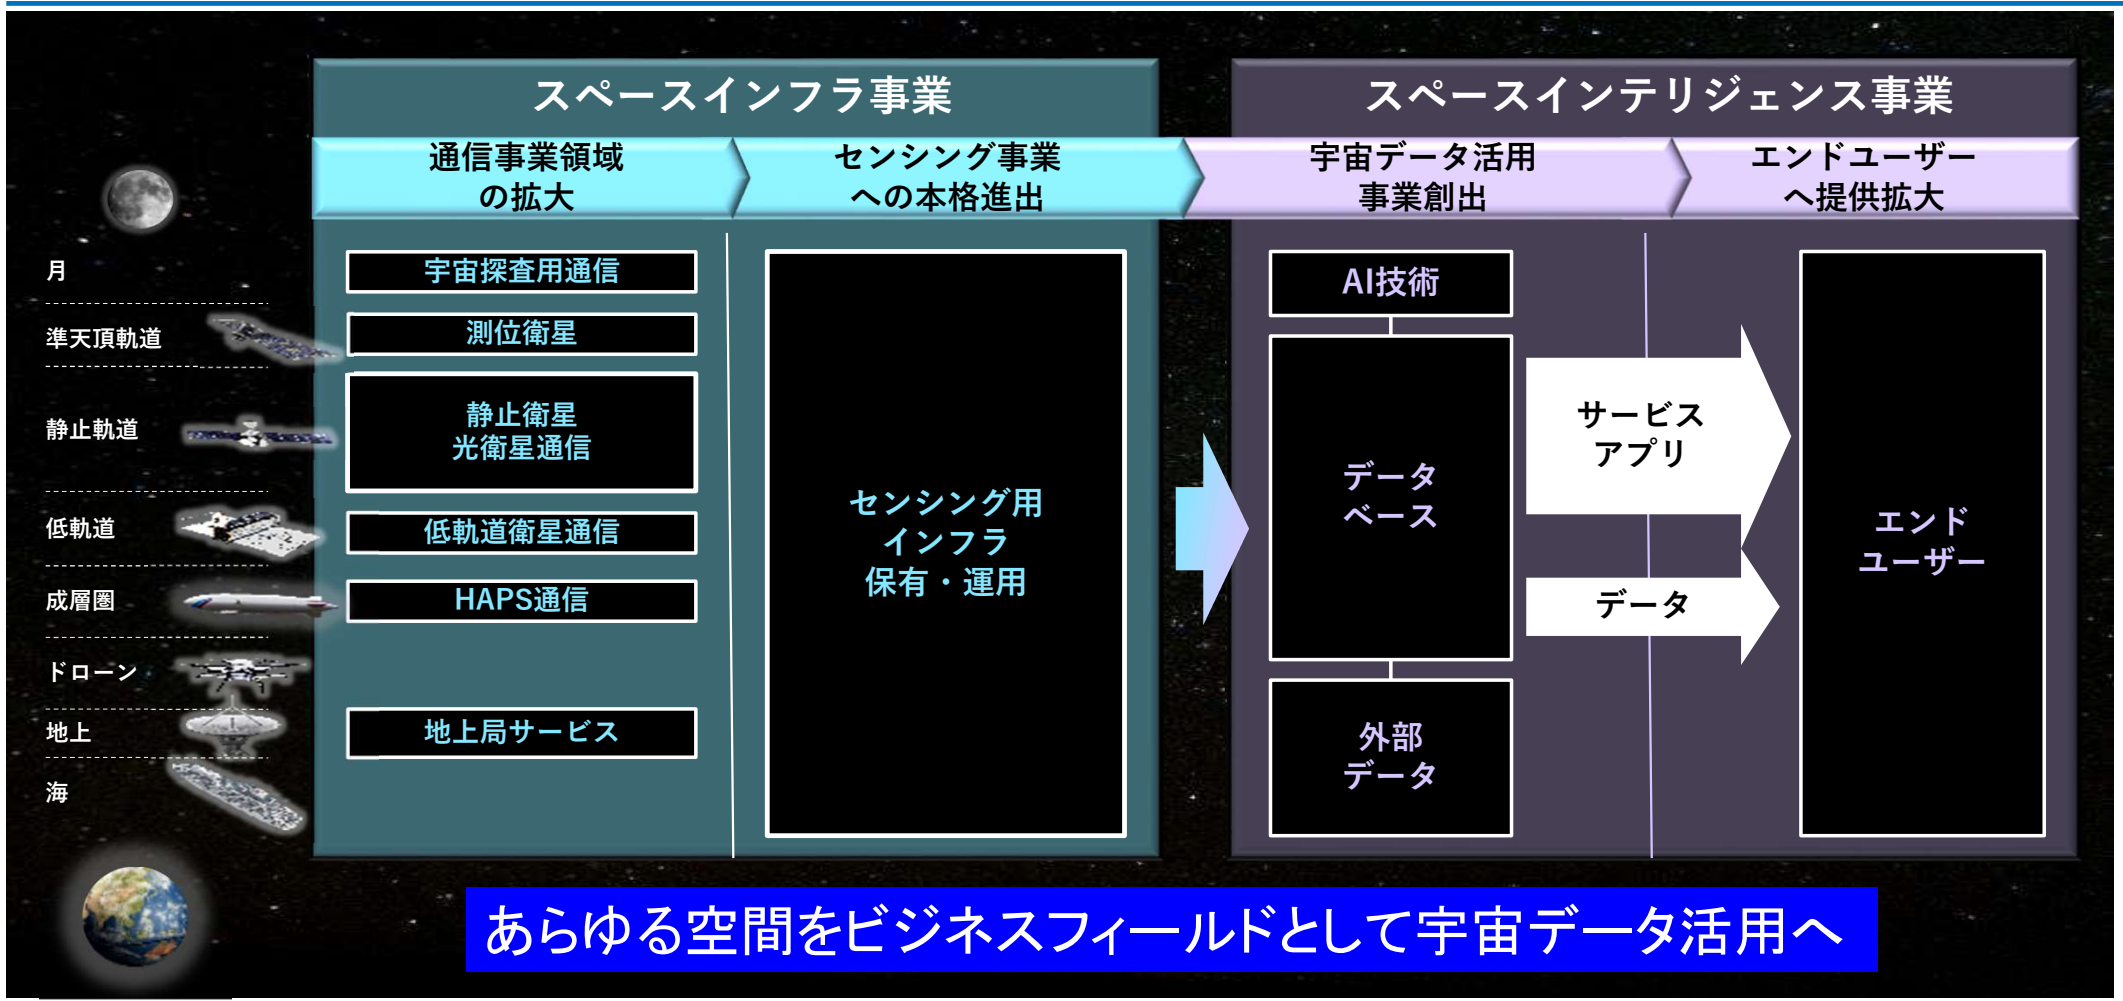 スペースインフラ事業
スペースインテリジェンス事業
通信事業領域
の拡大
センシング事業
への本格進出
宇宙データ活用
事業創出
エンドユーザー
へ提供拡大
月
準天頂軌道
静止軌道
低軌道
成層圏
ドローン
地上
海
宇宙探査用通信
測位衛星
静止衛星
光衛星通信
低軌道衛星通信
HAPS通信
地上局サービス
センシング用
インフラ
保有・運用
AI技術
データ
ベース
外部
データ
サービス
アプリ
データ
エンド
ユーザー
あらゆる空間をビジネスフィールドとして宇宙データ活用へ